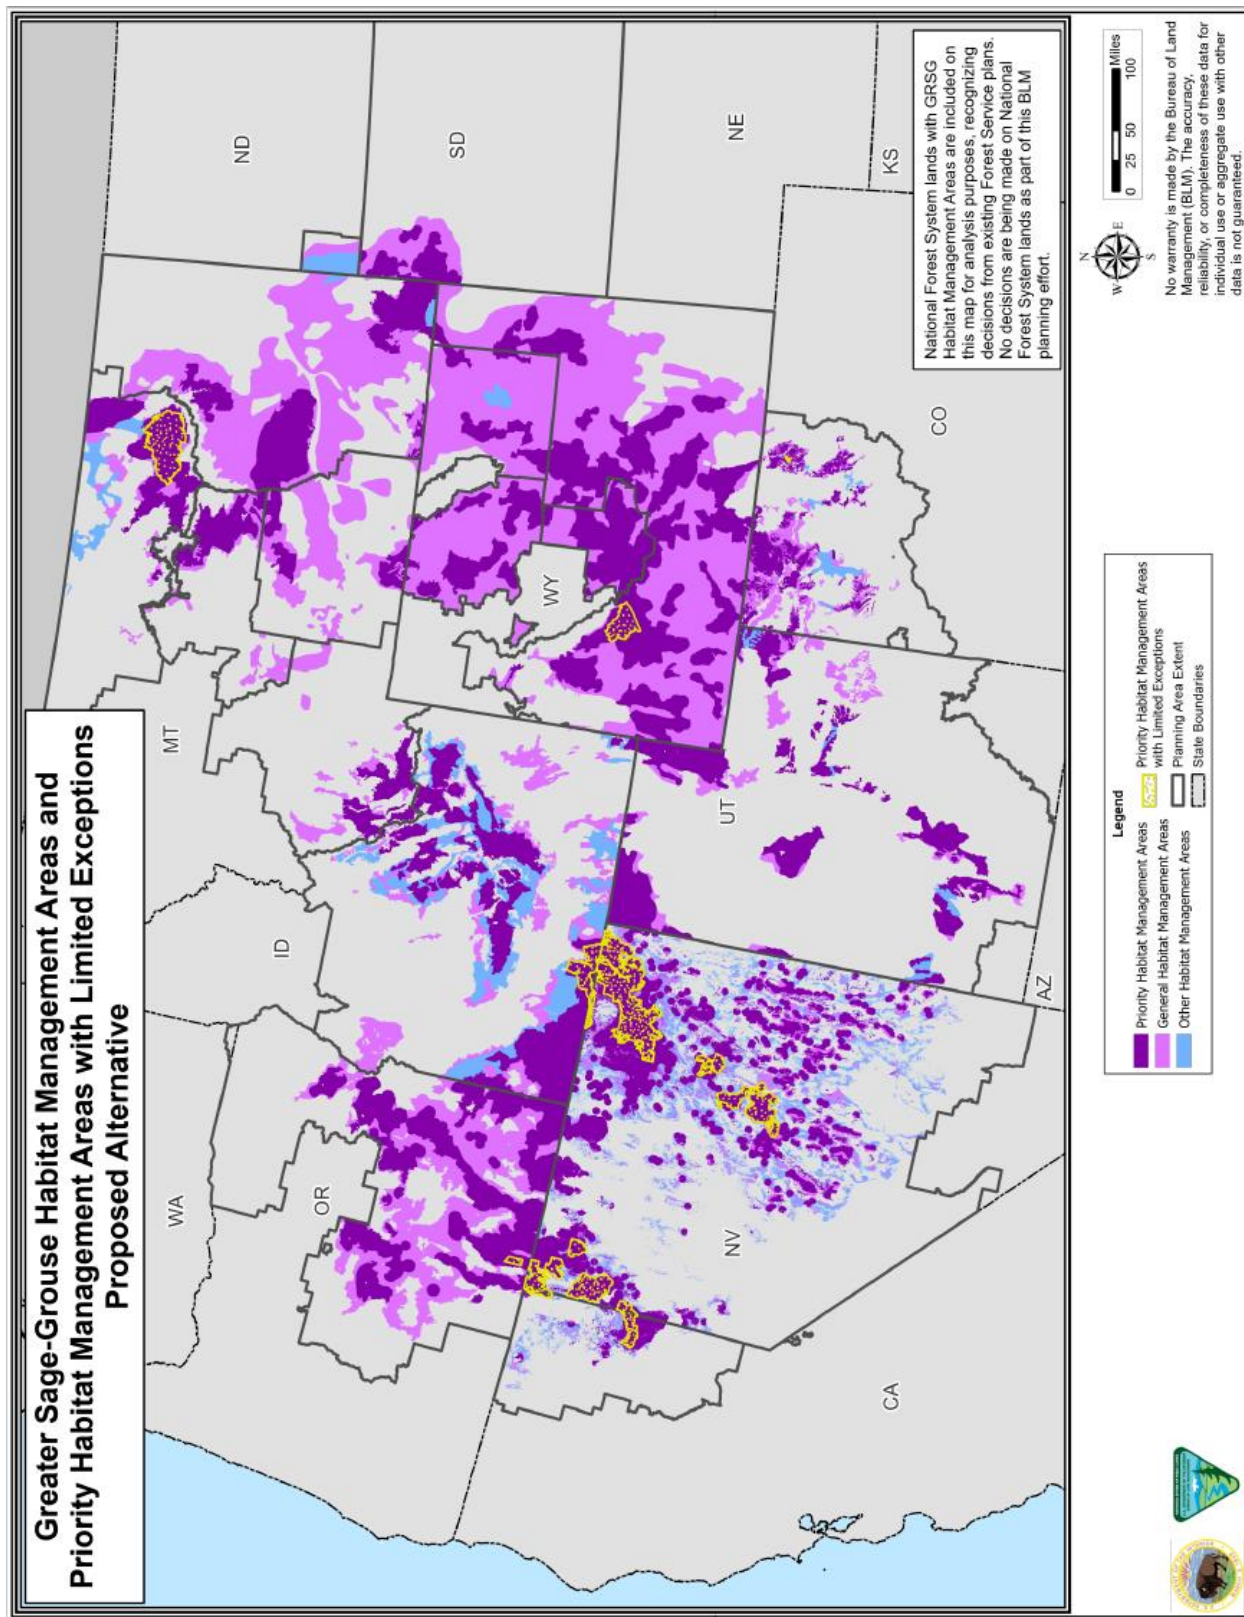 Greater Sage-Grouse Habitat Management Areas and
Priority Habitat Management Areas with Limited Exceptions
Proposed Alternative
WA
MT
ND
OR
ID
SD
WY
NE
NV
UT
CA
CO
KS
AZ
National Forest System lands with GRSG
Habitat Management Areas are included on
this map for analysis purposes, recognizing
decisions from existing Forest Service plans.
No decisions are being made on National
Forest System lands as part of this BLM
planning effort.
Legend
Priority Habitat Management Areas
General Habitat Management Areas
Other Habitat Management Areas
Priority Habitat Management Areas
with Limited Exceptions
Planning Area Extent
State Boundaries
N
W
E
S
Miles
0 25 50 100
No warranty is made by the Bureau of Land
Management (BLM). The accuracy,
reliability, or completeness of these data for
individual use or aggregate use with other
data is not guaranteed.